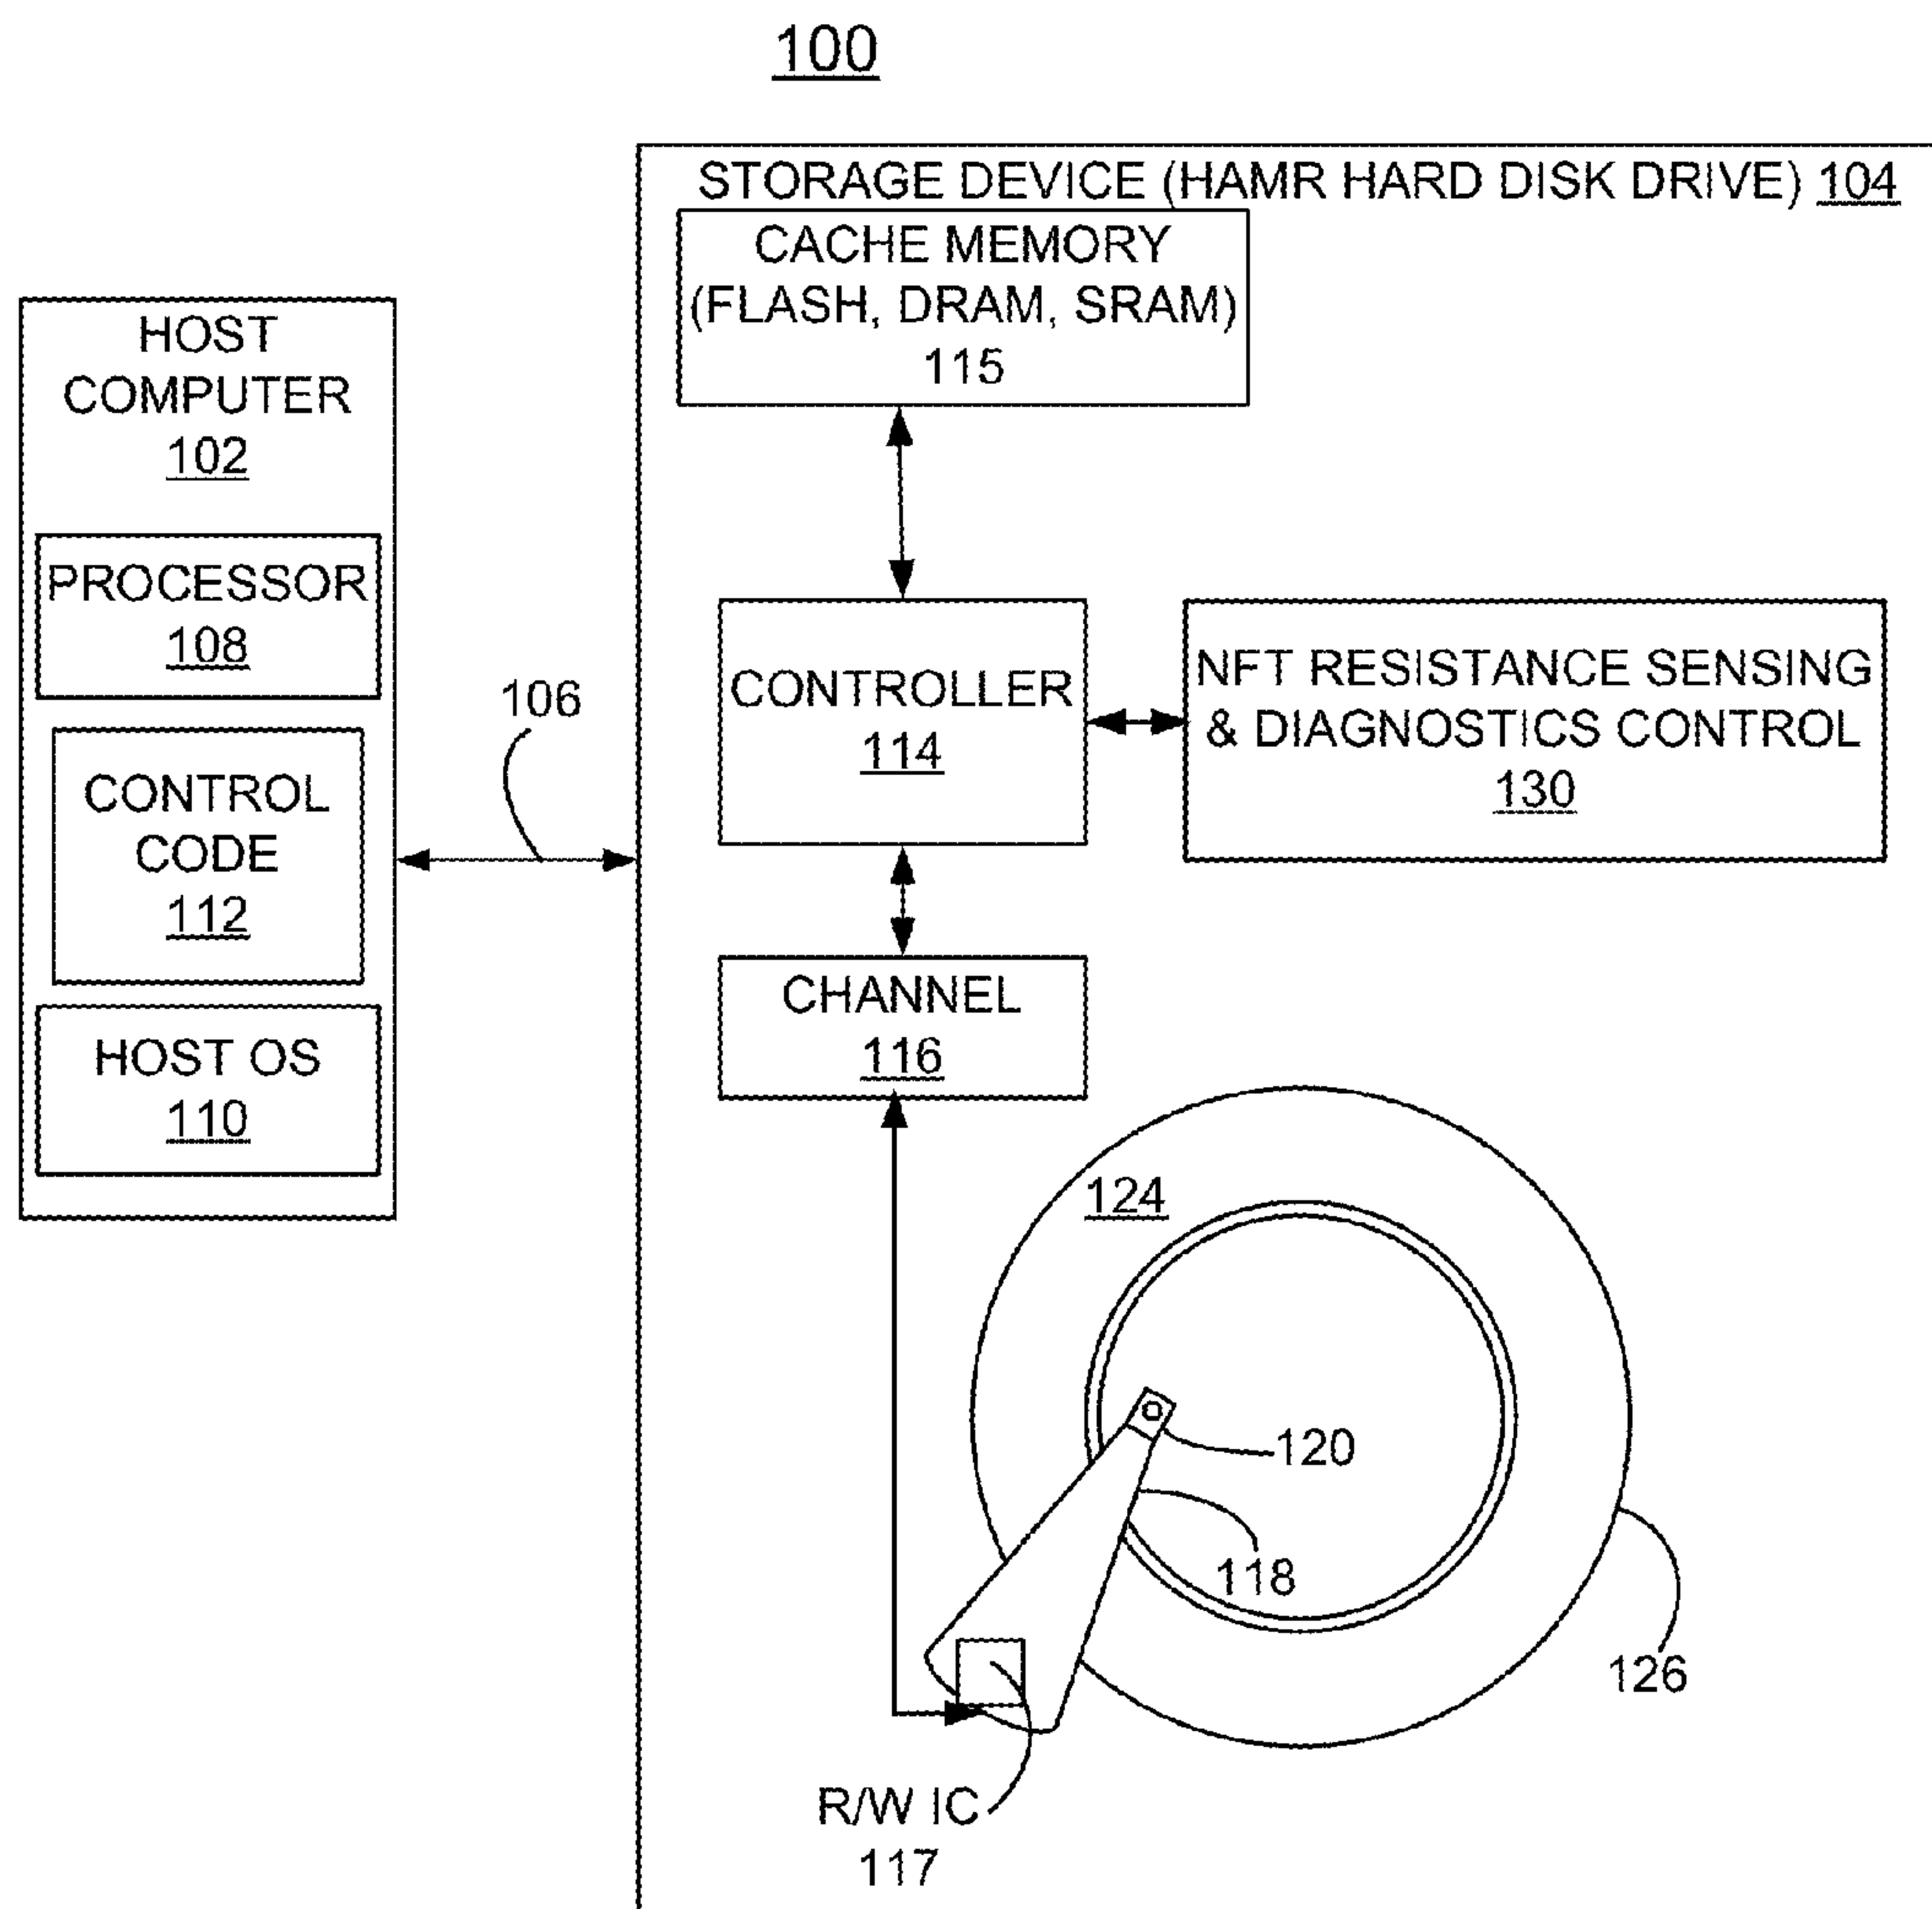 100
STORAGE DEVICE (HAMR HARD DISK DRIVE) 104
CACHE MEMORY
(FLASH, DRAM, SRAM)
115
HOST
COMPUTER
102
PROCESSOR
108
CONTROL
CODE
112
HOST OS
110
106
CONTROLLER
114
NFT RESISTANCE SENSING
& DIAGNOSTICS CONTROL
130
CHANNEL
116
124
120
118
126
R/W IC
117